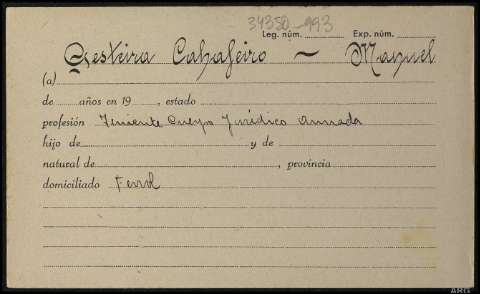 34350-993
Leg. núm. Exp. núm.
Gesteira Cabaleiro - Manuel
(a)
de años en 19 , estado
profesión Teniente Cuerpo Jurídico Armada
hijo de y de
natural de , provincia
domiciliado Ferrol